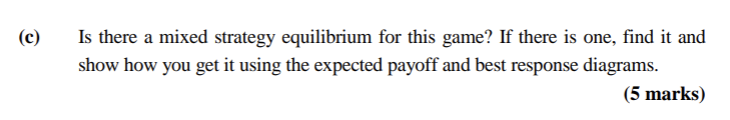 (c) Is there a mixed strategy equilibrium for this game? If there is one, find it and
show how you get it using the expected payoff and best response diagrams.
(5 marks)